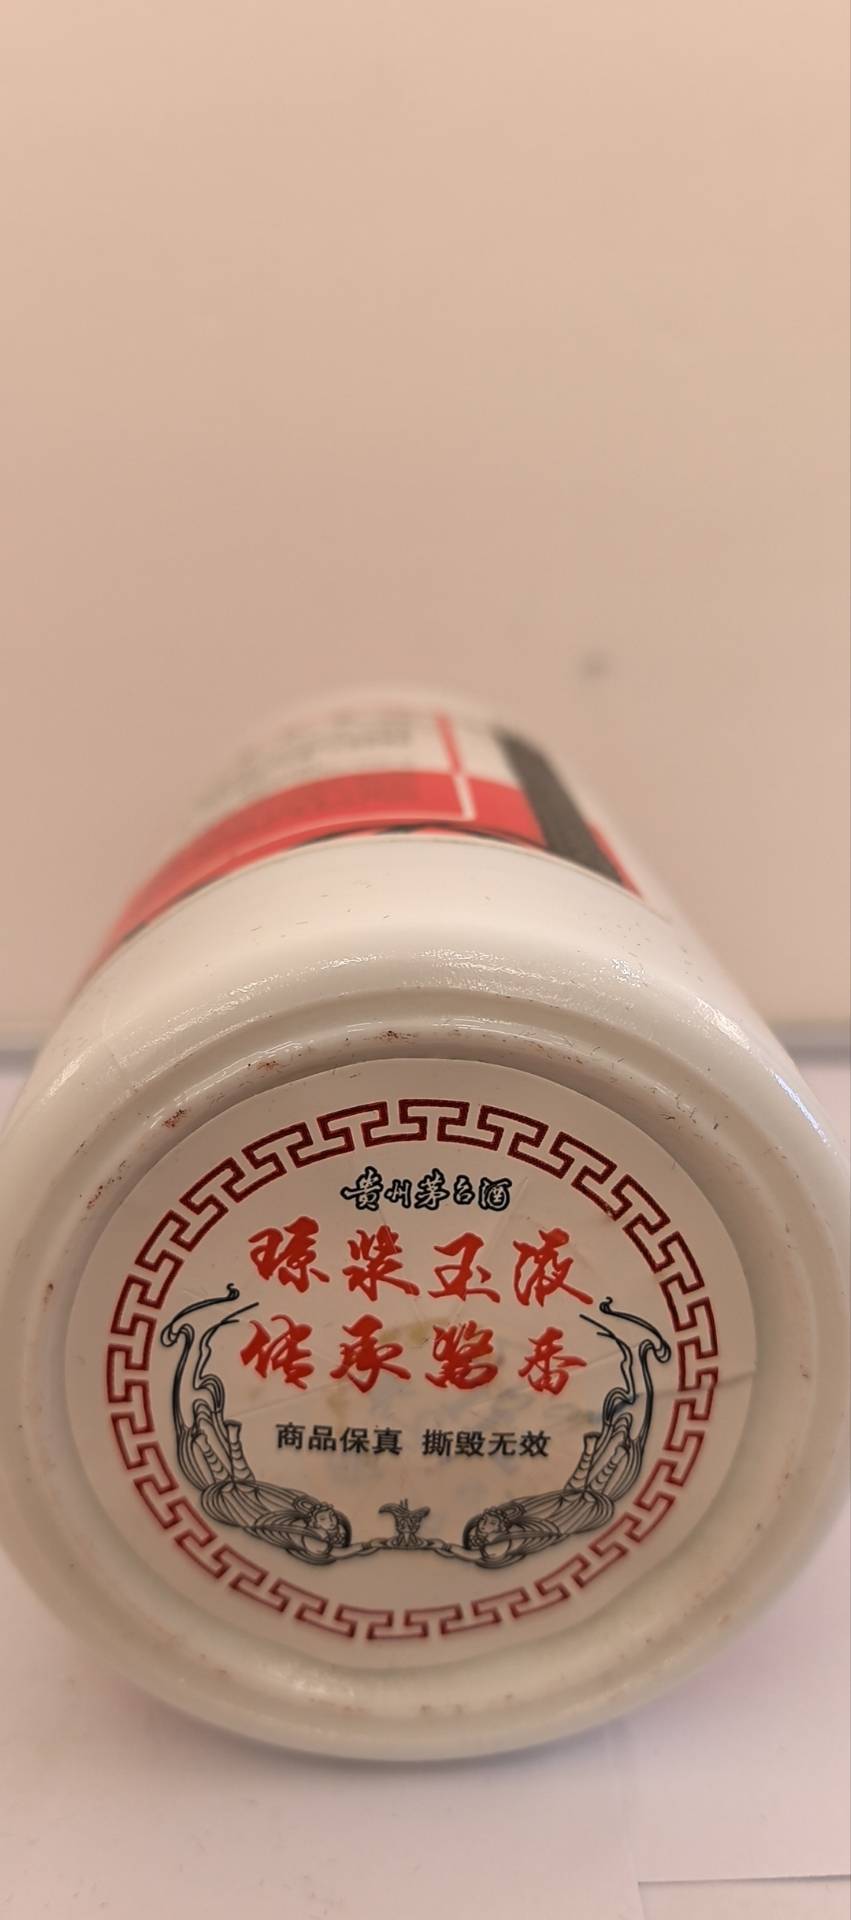 贵州茅台酒
琼浆玉液
传承酱香
商品保真 撕毁无效